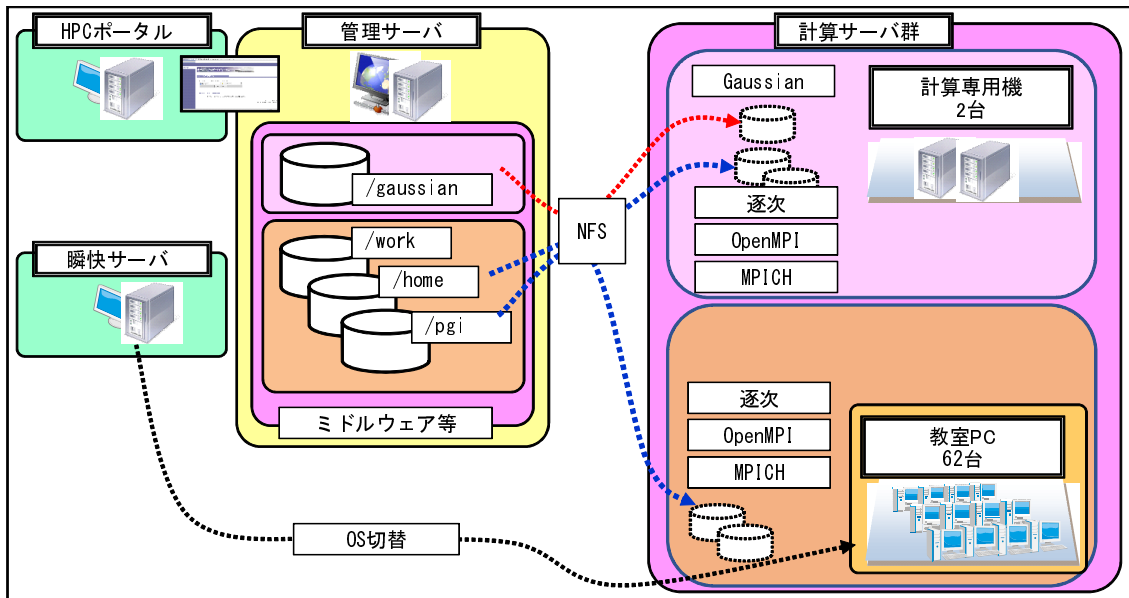 HPCポータル
管理サーバ
計算サーバ群
Gaussian
計算専用機
2台
/gaussian
逐次
NFS
OpenMPI
/work
MPICH
瞬快サーバ
/home
/pgi
逐次
ミドルウェア等
OpenMPI
教室PC
62台
MPICH
OS切替